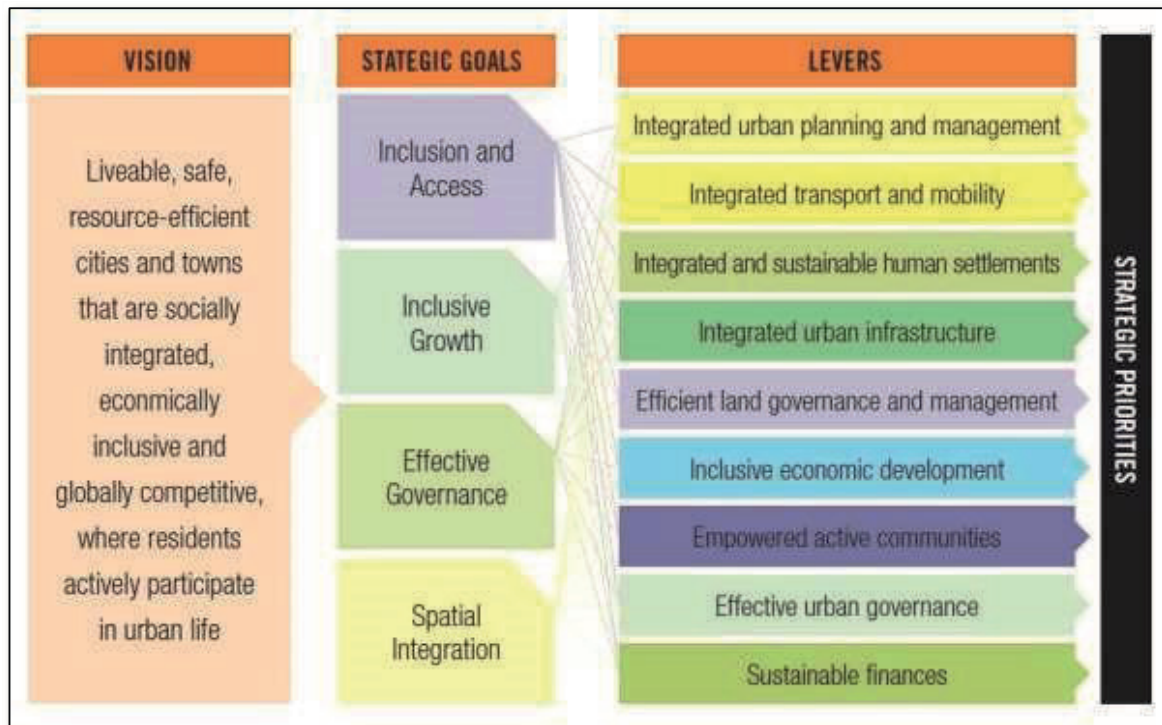 VISION
Liveable, safe,
resource-efficient
cities and towns
that are socially
integrated,
econmically
inclusive and
globally competitive,
where residents
actively participate
in urban life
STATEGIC GOALS
Inclusion and
Access
Inclusive
Growth
Effective
Governance
Spatial
Integration
LEVERS
Integrated urban planning and management
Integrated transport and mobility
Integrated and sustainable human settlements
Integrated urban infrastructure
Efficient land governance and management
Inclusive economic development
Empowered active communities
Effective urban governance
Sustainable finances
STRATEGIC PRIORITIES